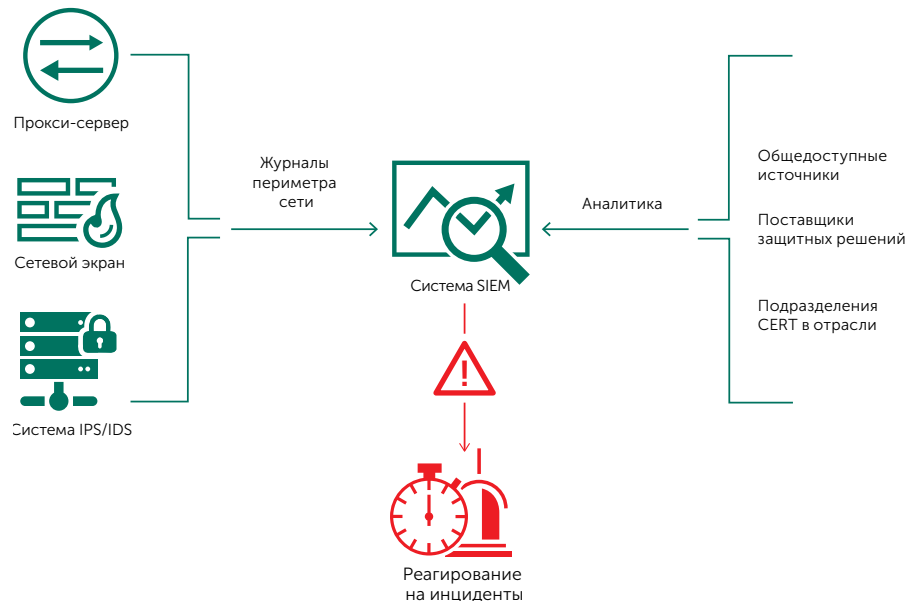 Прокси-сервер
Сетевой экран
Система IPS/IDS
Журналы
периметра
сети
Система SIEM
Аналитика
Общедоступные
источники
Поставщики
защитных решений
Подразделения
CERT в отрасли
Реагирование
на инциденты